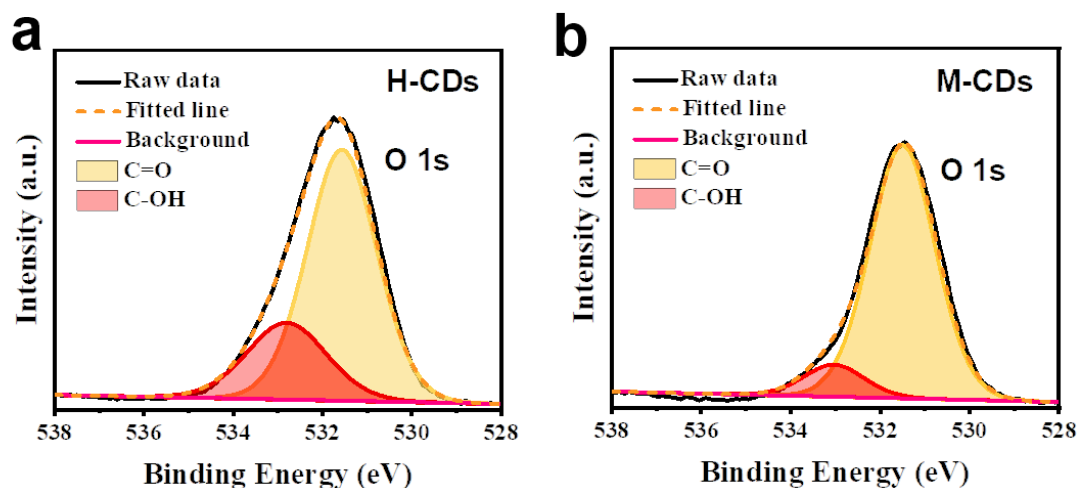 a
Raw data
H-CDs
Fitted line
Background
O 1s
C=O
C-OH
Intensity (a.u.)
538 536 534 532 530 528
Binding Energy (eV)
b
Raw data
M-CDs
Fitted line
Background
O 1s
C=O
C-OH
Intensity (a.u.)
538 536 534 532 530 528
Binding Energy (eV)